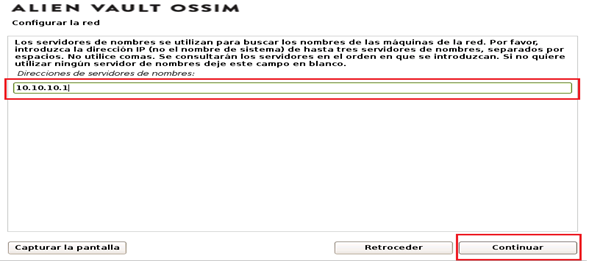 ALIEN VAULT OSSIM
Configurar la red
Los servidores de nombres se utilizan para buscar los nombres de las máquinas de la red. Por favor,
introduzca la dirección IP (no el nombre de sistema) de hasta tres servidores de nombres, separados por
espacios. No utilice comas. Se consultarán los servidores en el orden en que se introduzcan. Si no quiere
utilizar ningún servidor de nombres deje este campo en blanco.
Direcciones de servidores de nombres:
10.10.10.1
Capturar la pantalla
Retroceder
Continuar